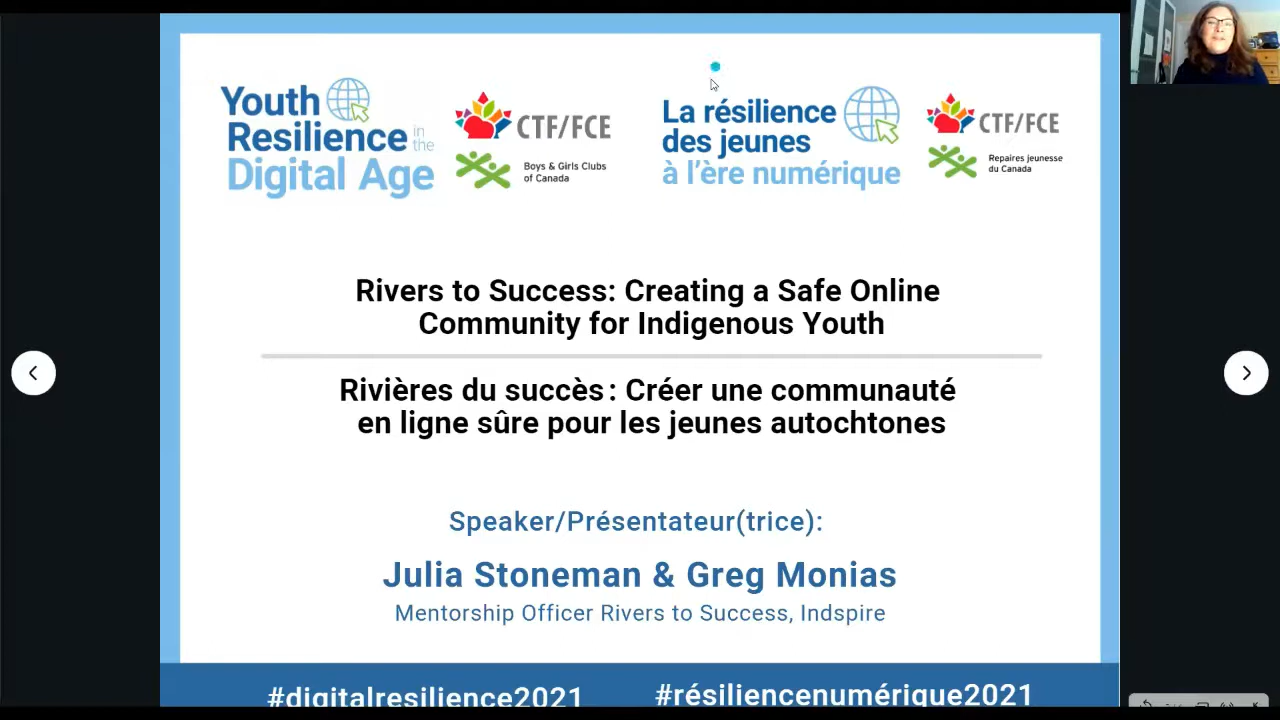 Youth
Resilience in the
Digital Age
CTF/FCE
Boys & Girls Clubs
of Canada
La résilience
des jeunes
à l'ère numérique
CTF/FCE
Repaires jeunesse
du Canada
Rivers to Success: Creating a Safe Online
Community for Indigenous Youth
Rivières du succès : Créer une communauté
en ligne sûre pour les jeunes autochtones
Speaker/Présentateur(trice):
Julia Stoneman & Greg Monias
Mentorship Officer Rivers to Success, Indspire
#digitalresilience2021
#résiliencenumérique2021